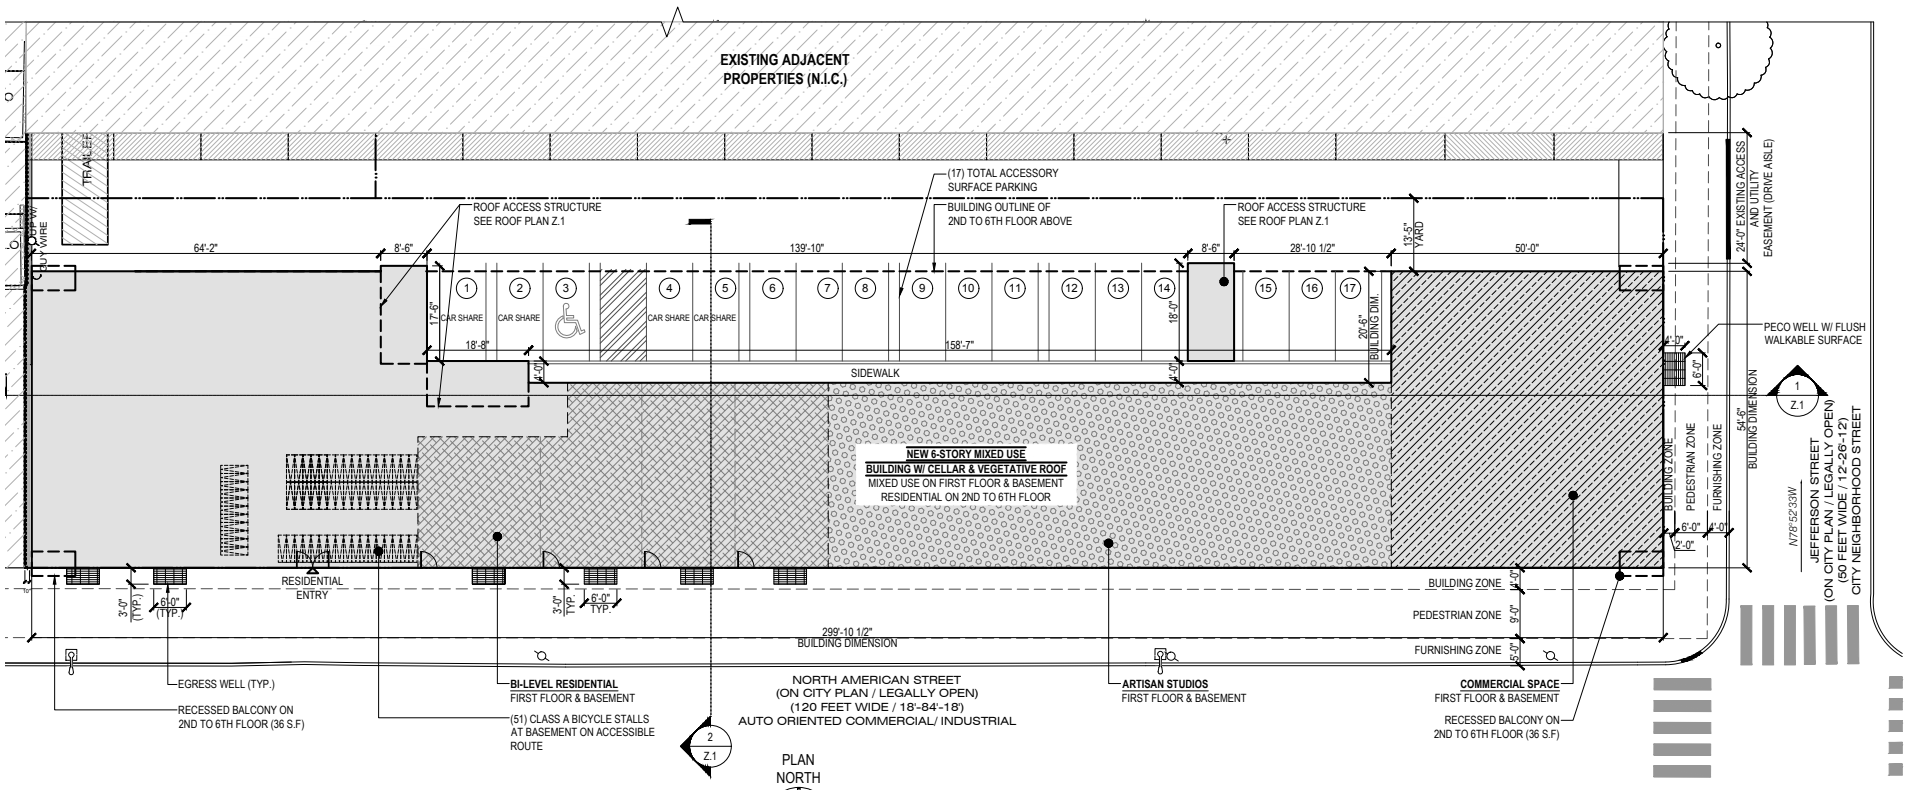 EXISTING ADJACENT
PROPERTIES (N.I.C.)
TRAILER
UP W/
GUY WIRE
(17) TOTAL ACCESSORY
SURFACE PARKING
ROOF ACCESS STRUCTURE
SEE ROOF PLAN Z.1
BUILDING OUTLINE OF
2ND TO 6TH FLOOR ABOVE
ROOF ACCESS STRUCTURE
SEE ROOF PLAN Z.1
13'-5"
YARD
24'-0" EXISTING ACCESS
AND UTILITY
EASEMENT (DRIVE AISLE)
64'-2"
8'-6"
139'-10"
8'-6"
28'-10 1/2"
50'-0"
1
2
3
4
5
6
7
8
9
10
11
12
13
14
15
16
17
CAR SHARE
CAR SHARE
CAR SHARE
CAR SHARE
17'-6"
18'-0"
20'-6"
BUILDING DIM.
18'-8"
158'-7"
4'-0"
SIDEWALK
4'-0"
PECO WELL W/ FLUSH
WALKABLE SURFACE
4'-0"
6'-0"
1
Z.1
54'-6"
BUILDING DIMENSION
NEW 6-STORY MIXED USE
BUILDING W/ CELLAR & VEGETATIVE ROOF
MIXED USE ON FIRST FLOOR & BASEMENT
RESIDENTIAL ON 2ND TO 6TH FLOOR
BUILDING ZONE
PEDESTRIAN ZONE
FURNISHING ZONE
6'-0"
4'-0"
2'-0"
N78°52'33W
JEFFERSON STREET
(ON CITY PLAN / LEGALLY OPEN)
(50 FEET WIDE / 12'-26'-12')
CITY NEIGHBORHOOD STREET
RESIDENTIAL
ENTRY
3'-0"
(TYP.)
6'-0"
(TYP.)
3'-0"
TYP.
6'-0"
TYP.
BUILDING ZONE
4'-0"
PEDESTRIAN ZONE
9'-0"
FURNISHING ZONE
5'-0"
299'-10 1/2"
BUILDING DIMENSION
EGRESS WELL (TYP.)
RECESSED BALCONY ON
2ND TO 6TH FLOOR (36 S.F)
BI-LEVEL RESIDENTIAL
FIRST FLOOR & BASEMENT
(51) CLASS A BICYCLE STALLS
AT BASEMENT ON ACCESSIBLE
ROUTE
NORTH AMERICAN STREET
(ON CITY PLAN / LEGALLY OPEN)
(120 FEET WIDE / 18'-84'-18')
AUTO ORIENTED COMMERCIAL/ INDUSTRIAL
2
Z.1
ARTISAN STUDIOS
FIRST FLOOR & BASEMENT
COMMERCIAL SPACE
FIRST FLOOR & BASEMENT
RECESSED BALCONY ON
2ND TO 6TH FLOOR (36 S.F)
PLAN
NORTH